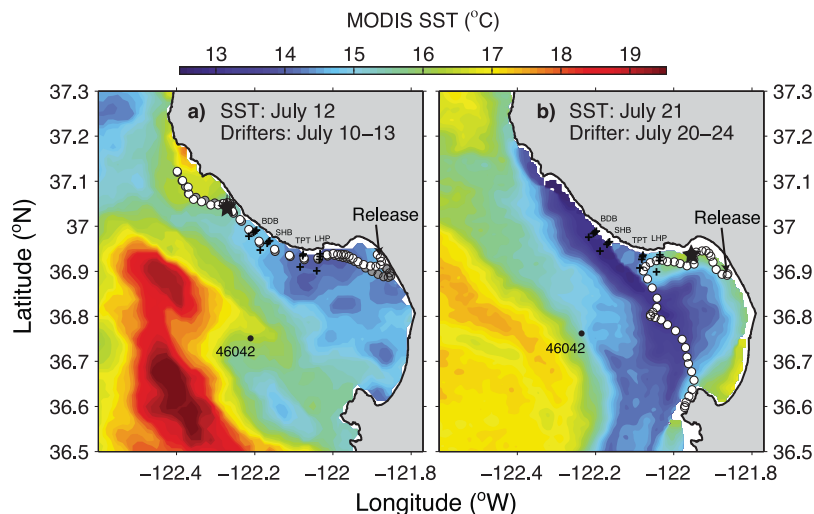 MODIS SST (°C)
13 14 15 16 17 18 19
a) SST: July 12
Drifters: July 10−13
b) SST: July 21
Drifter: July 20−24
37.3
37.2
37.1
37
36.9
36.8
36.7
36.6
36.5
Latitude (°N)
BDB
SHB
TPT
LHP
Release
46042
−122.4 −122.2 −122 −121.8
BDB
SHB
TPT
LHP
Release
46042
37.3
37.2
37.1
37
36.9
36.8
36.7
36.6
36.5
−122.4 −122.2 −122 −121.8
Longitude (°W)